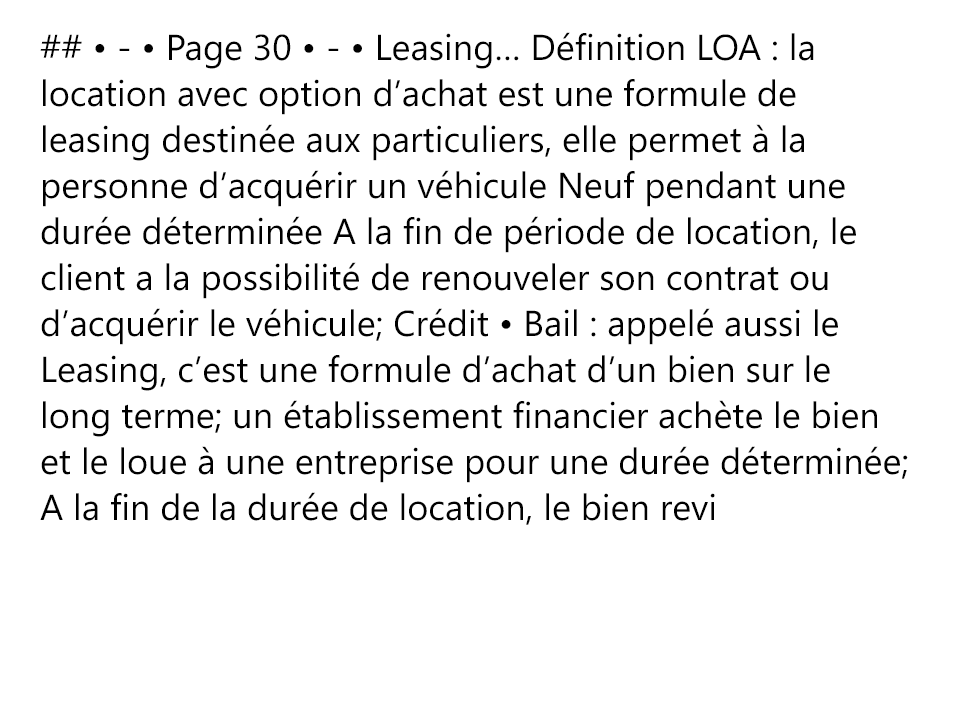 ## • - • Page 30 • - • Leasing... Définition LOA : la
location avec option d’achat est une formule de
leasing destinée aux particuliers, elle permet à la
personne d’acquérir un véhicule Neuf pendant une
durée déterminée A la fin de période de location, le
client a la possibilité de renouveler son contrat ou
d’acquérir le véhicule; Crédit • Bail : appelé aussi le
Leasing, c’est une formule d’achat d’un bien sur le
long terme; un établissement financier achète le bien
et le loue à une entreprise pour une durée déterminée;
A la fin de la durée de location, le bien revi